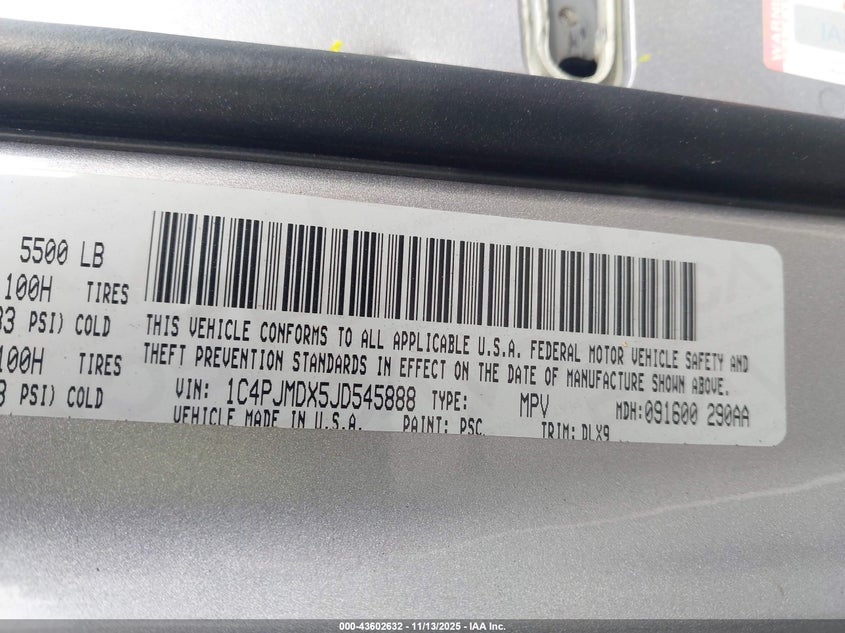 5500 LB
100H TIRES
33 PSI) COLD
100H TIRES
3 PSI) COLD
THIS VEHICLE CONFORMS TO ALL APPLICABLE U.S.A. FEDERAL MOTOR VEHICLE SAFETY AND
THEFT PREVENTION STANDARDS IN EFFECT ON THE DATE OF MANUFACTURE SHOWN ABOVE.
VIN: 1C4PJMDX5JD545888 TYPE: MPV MDH:091600 290AA
VEHICLE MADE IN U.S.A. PAINT: PSC TRIM: DLX9
000-43602632 - 11/13/2025 - IAA Inc.